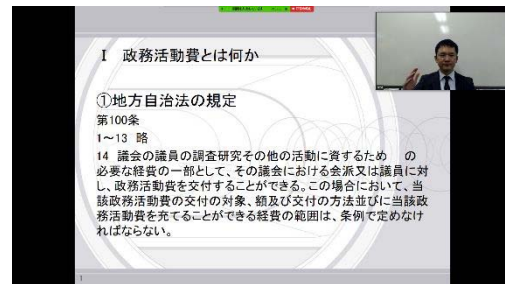 Ⅰ 政務活動費とは何か
①地方自治法の規定
第100条
1～13 略
14 議会の議員の調査研究その他の活動に資するため の
必要な経費の一部として、その議会における会派又は議員に対
し、政務活動費を交付することができる。この場合において、当
該政務活動費の交付の対象、額及び交付の方法並びに当該政
務活動費を充てることができる経費の範囲は、条例で定めなけ
ればならない。
1